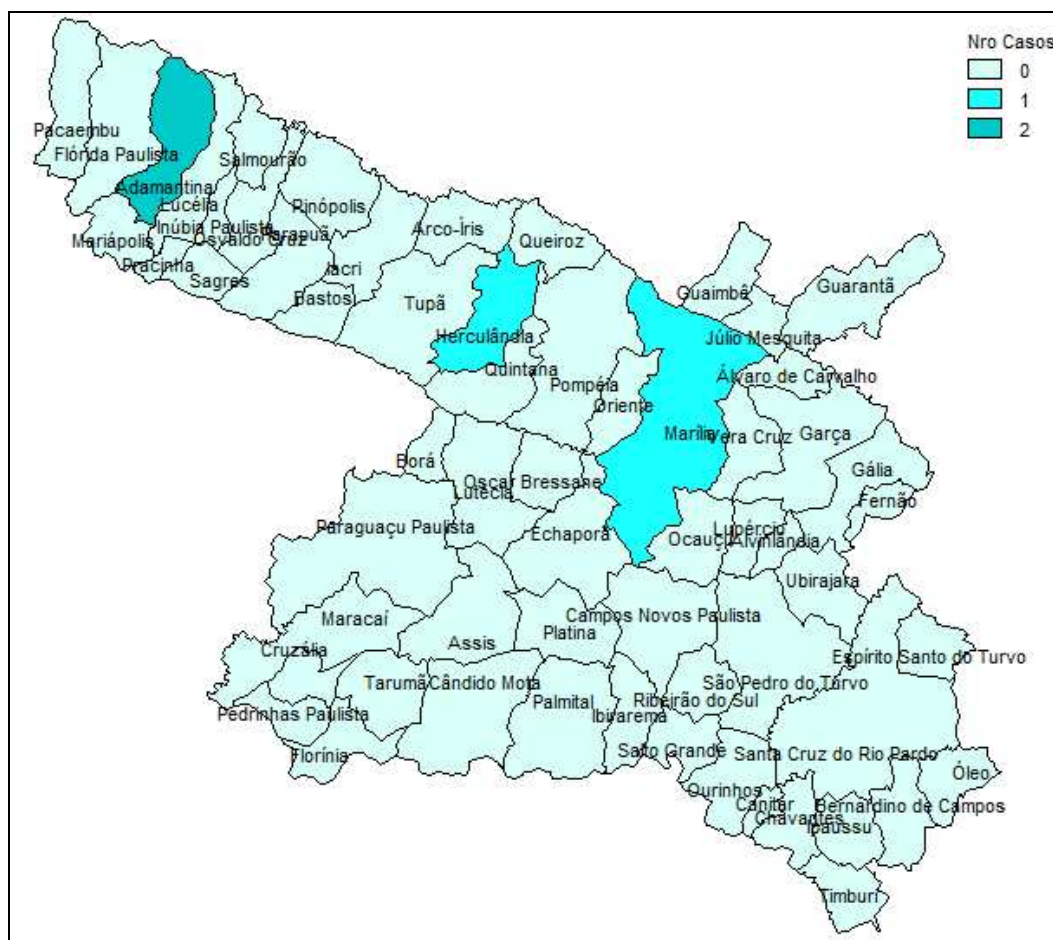 Nro Casos
0
1
2
Pacaembu
Flórida Paulista
Adamantina
Salmourão
Lucélia
Rinópolis
Inúbia Paulista
Parapuã
Osvaldo Cruz
Mariápolis
Pracinha
Sagres
Iacri
Bastos
Arco-Íris
Queiroz
Tupã
Herculândia
Quintana
Pompéia
Oriente
Guaimbê
Guarantã
Júlio Mesquita
Álvaro de Carvalho
Marília
Vera Cruz
Garça
Gália
Fernão
Borá
Oscar Bressane
Lutécia
Paraguaçu Paulista
Echaporã
Ocauçu
Lupércio
Alvinlândia
Ubirajara
Maracaí
Campos Novos Paulista
Platina
Assis
Cruzália
Espírito Santo do Turvo
Tarumã
Cândido Mota
São Pedro do Turvo
Palmital
Ribeirão do Sul
Ibirarema
Pedrinhas Paulista
Florínia
Salto Grande
Santa Cruz do Rio Pardo
Óleo
Ourinhos
Canitar
Chavantes
Bernardino de Campos
Ipaussu
Timburi